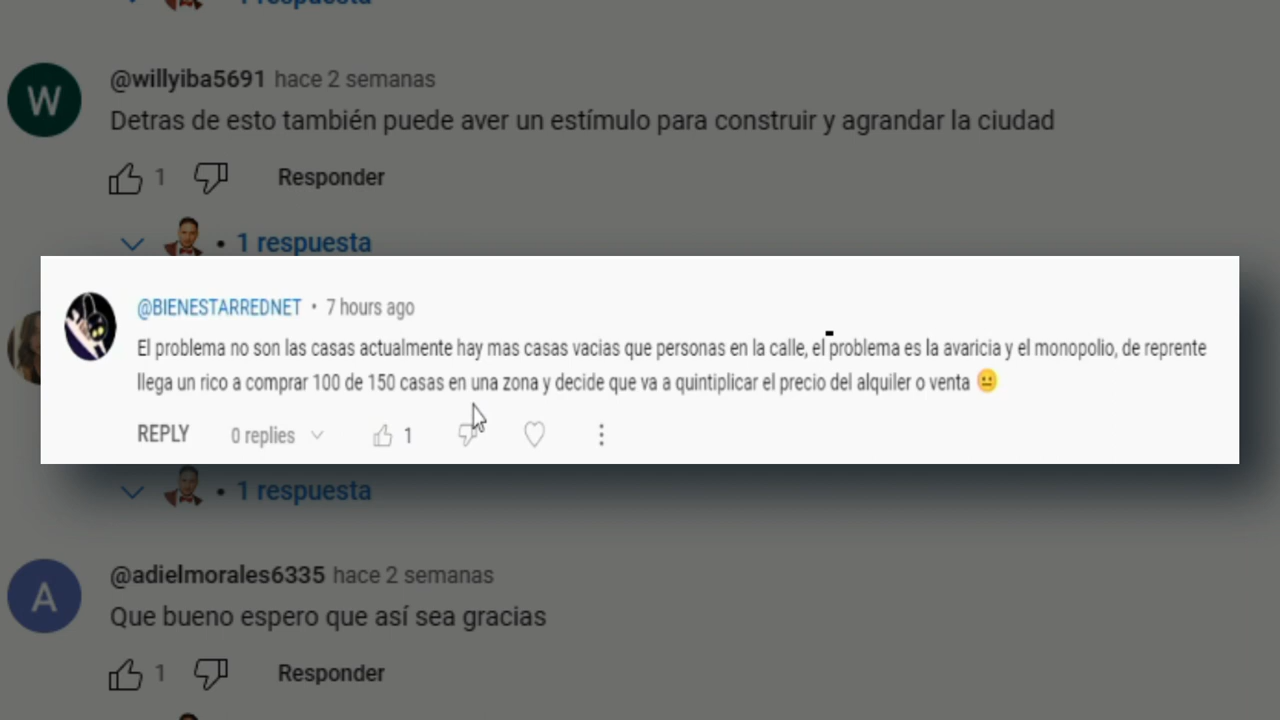 1 respuesta
@willyiba5691 hace 2 semanas
Detras de esto también puede aver un estímulo para construir y agrandar la ciudad
1 Responder
• 1 respuesta
@BIENESTARREDNET • 7 hours ago
El problema no son las casas actualmente hay mas casas vacias que personas en la calle, el problema es la avaricia y el monopolio, de reprente
llega un rico a comprar 100 de 150 casas en una zona y decide que va a quintiplicar el precio del alquiler o venta 😐
REPLY 0 replies 1
• 1 respuesta
@adielmorales6335 hace 2 semanas
Que bueno espero que así sea gracias
1 Responder